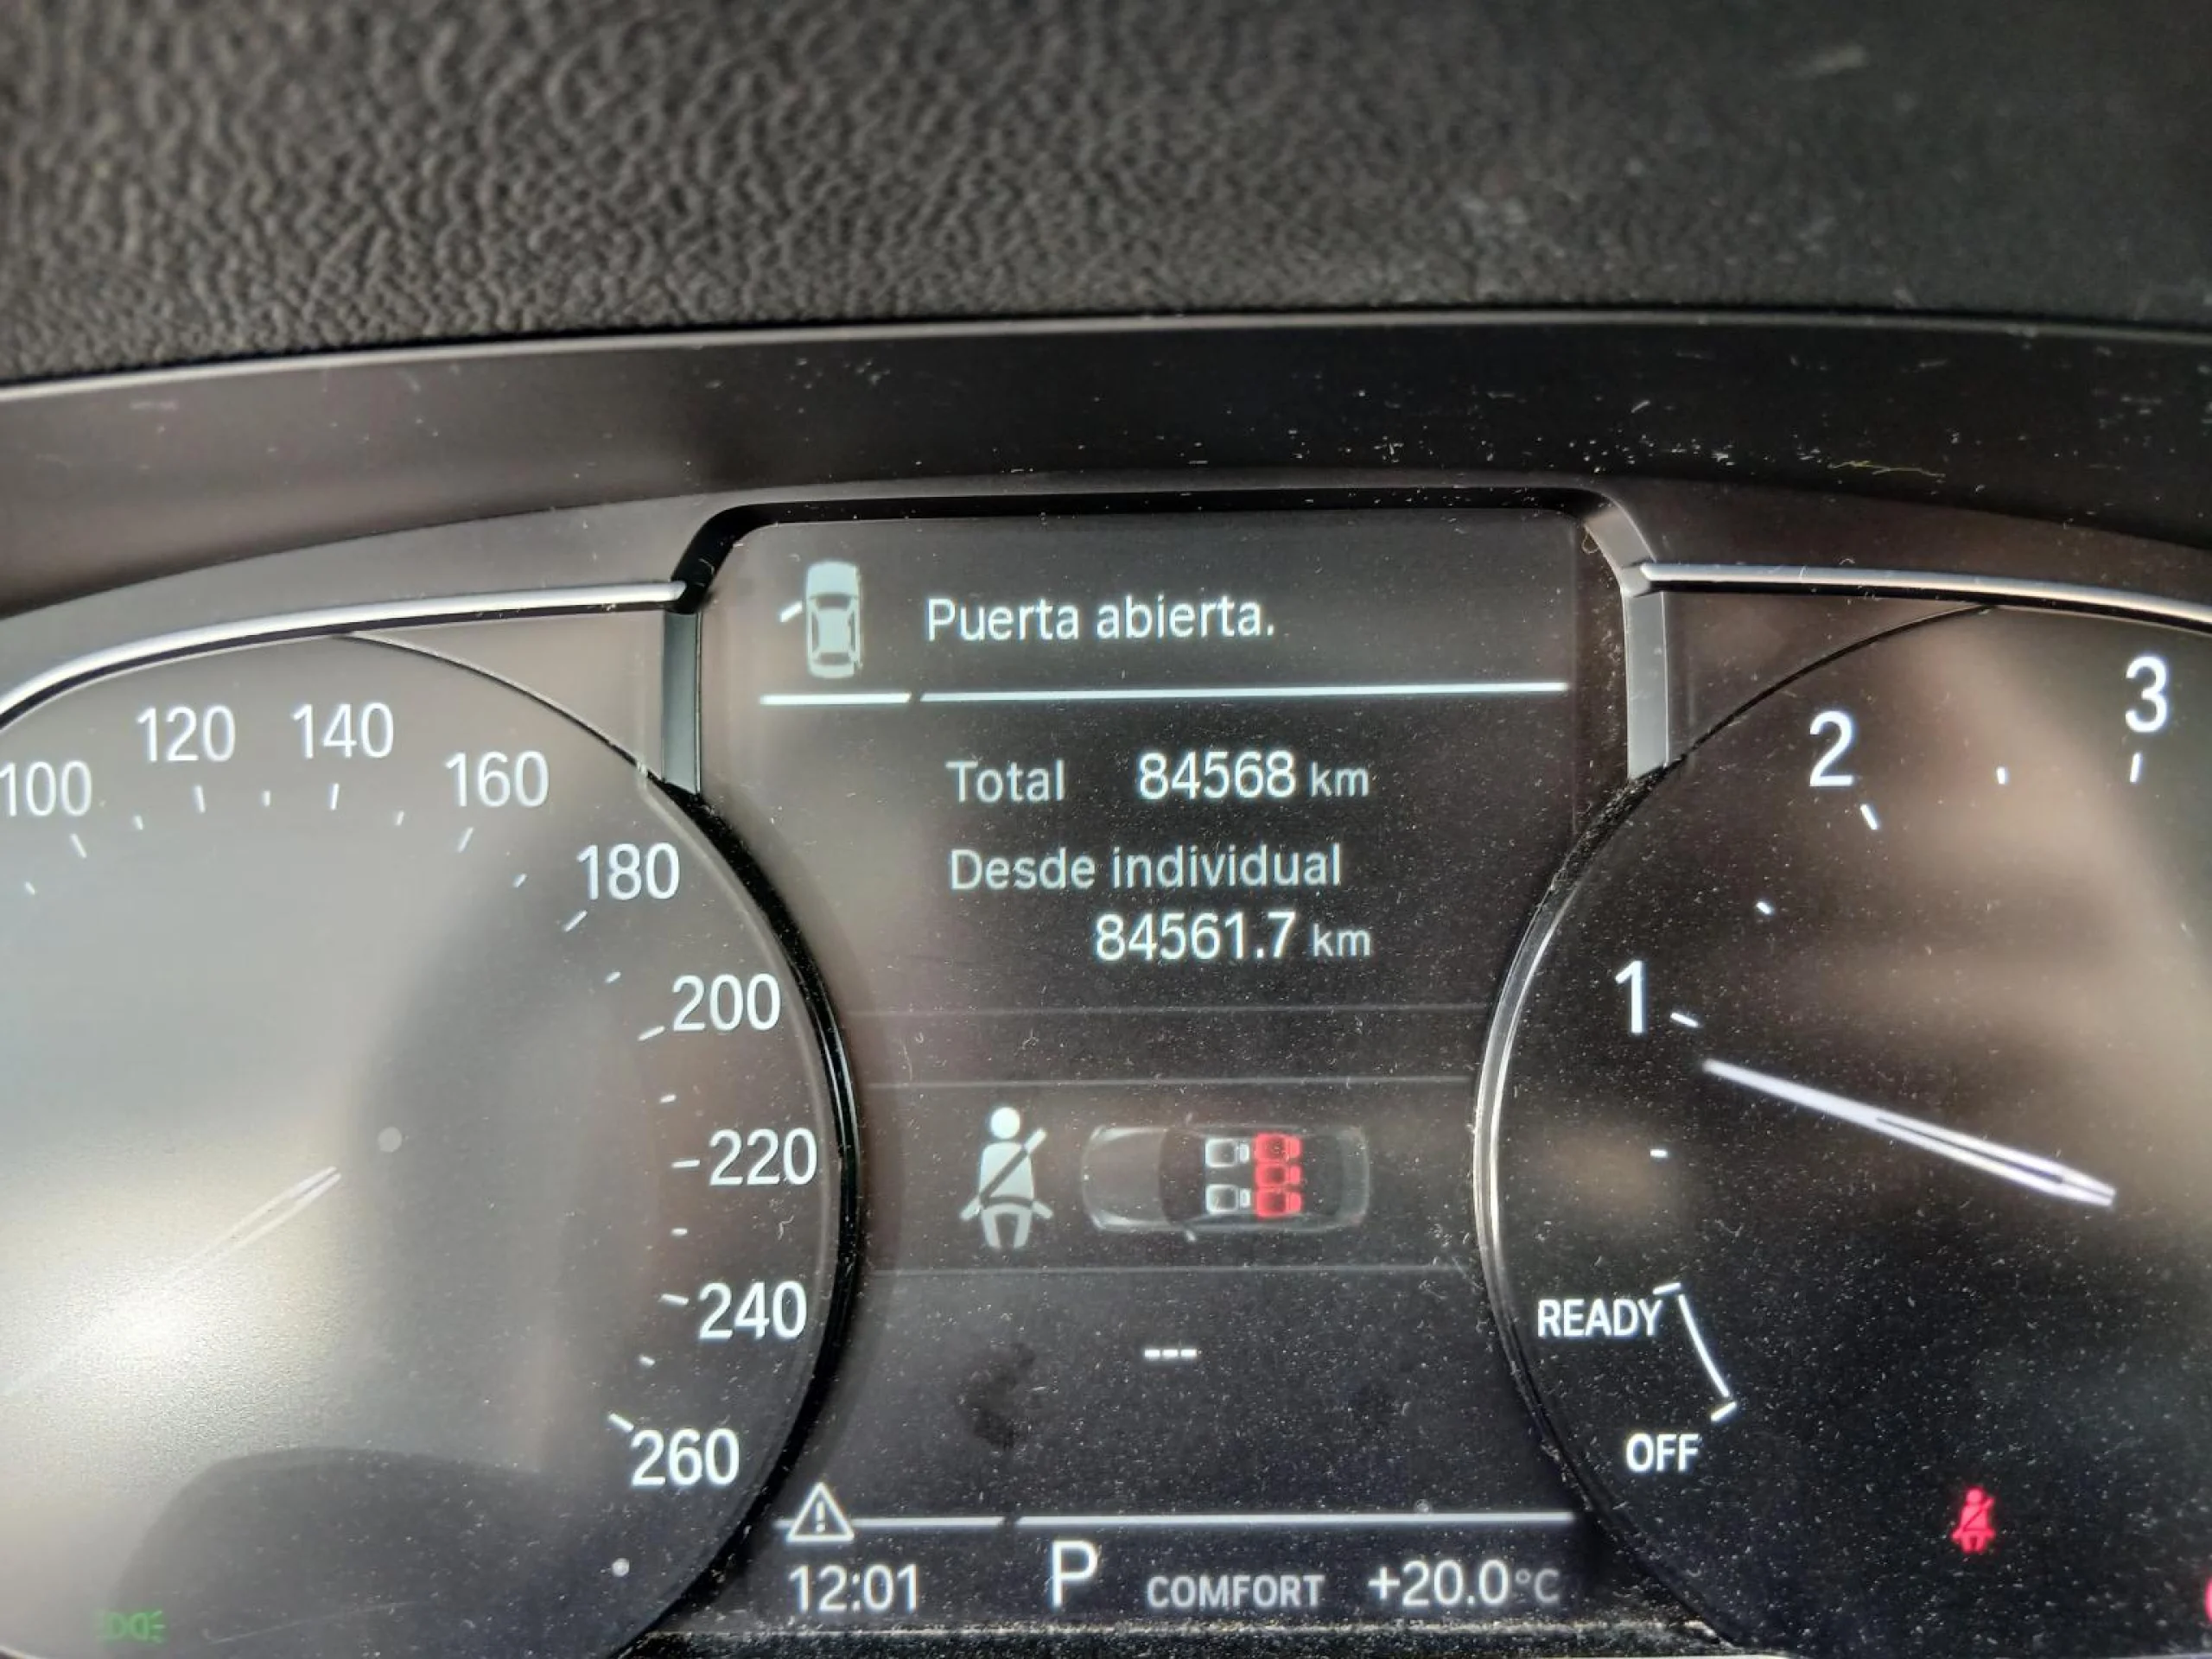 Puerta abierta.
Total 84568 km
Desde individual
84561.7 km
100
120
140
160
180
200
220
240
260
1
2
3
READY
OFF
---
12:01 P COMFORT +20.0°C